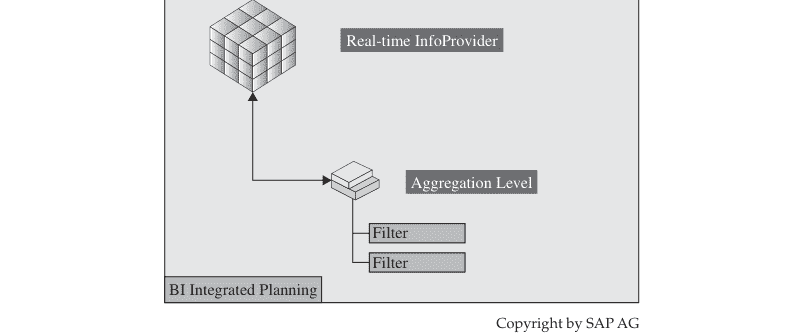 Real-time InfoProvider
Aggregation Level
Filter
Filter
BI Integrated Planning
Copyright by SAP AG